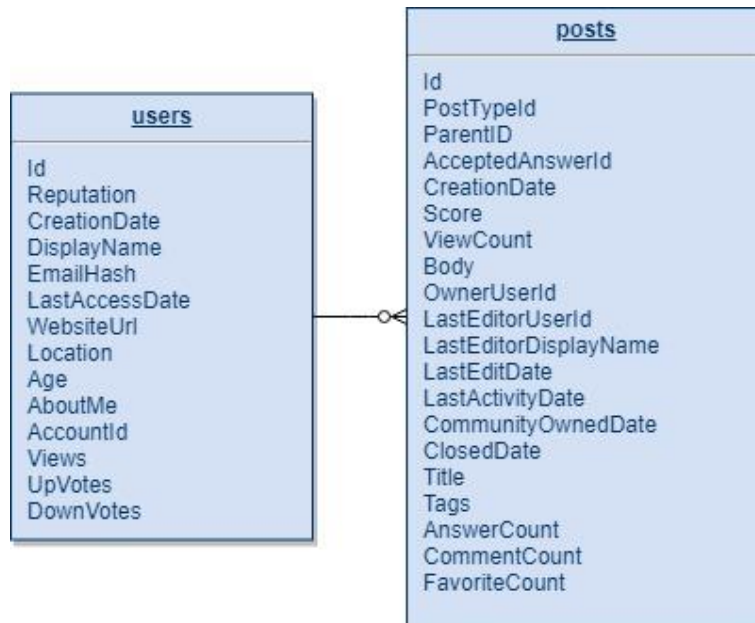 users
Id
Reputation
CreationDate
DisplayName
EmailHash
LastAccessDate
WebsiteUrl
Location
Age
AboutMe
AccountId
Views
UpVotes
DownVotes
posts
Id
PostTypeId
ParentID
AcceptedAnswerId
CreationDate
Score
ViewCount
Body
OwnerUserId
LastEditorUserId
LastEditorDisplayName
LastEditDate
LastActivityDate
CommunityOwnedDate
ClosedDate
Title
Tags
AnswerCount
CommentCount
FavoriteCount